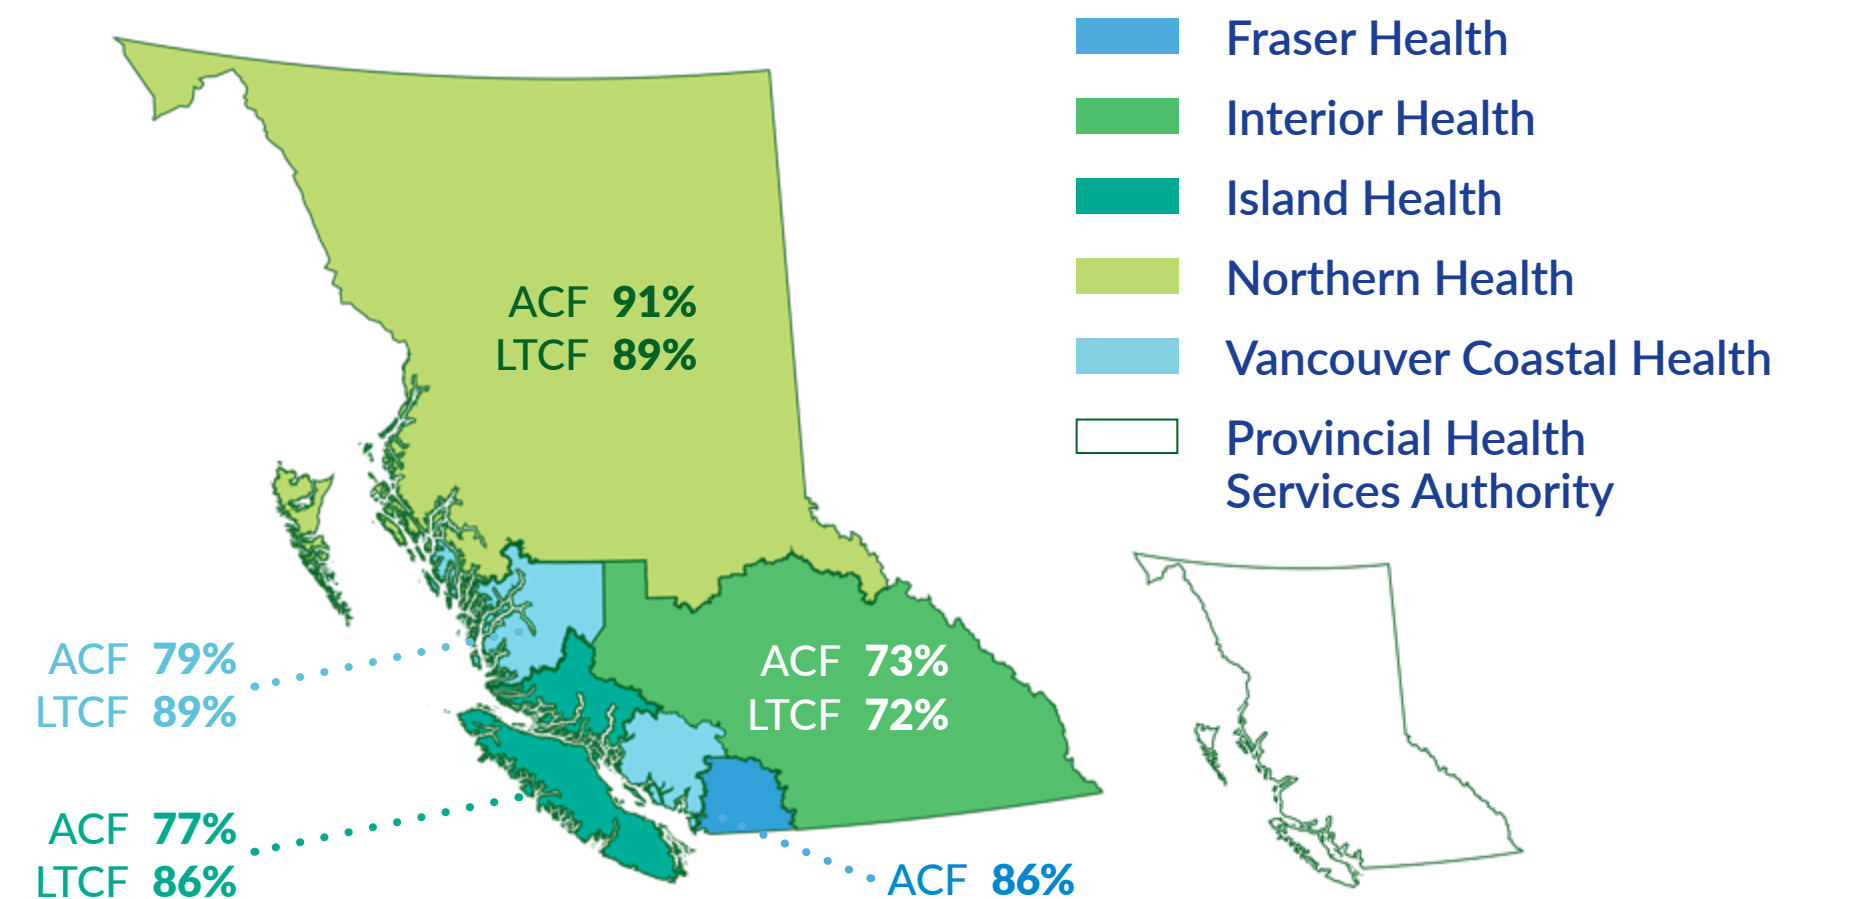 Fraser Health
Interior Health
Island Health
Northern Health
Vancouver Coastal Health
Provincial Health
Services Authority
ACF 91%
LTCF 89%
ACF 79%
LTCF 89%
ACF 73%
LTCF 72%
ACF 77%
LTCF 86%
ACF 86%